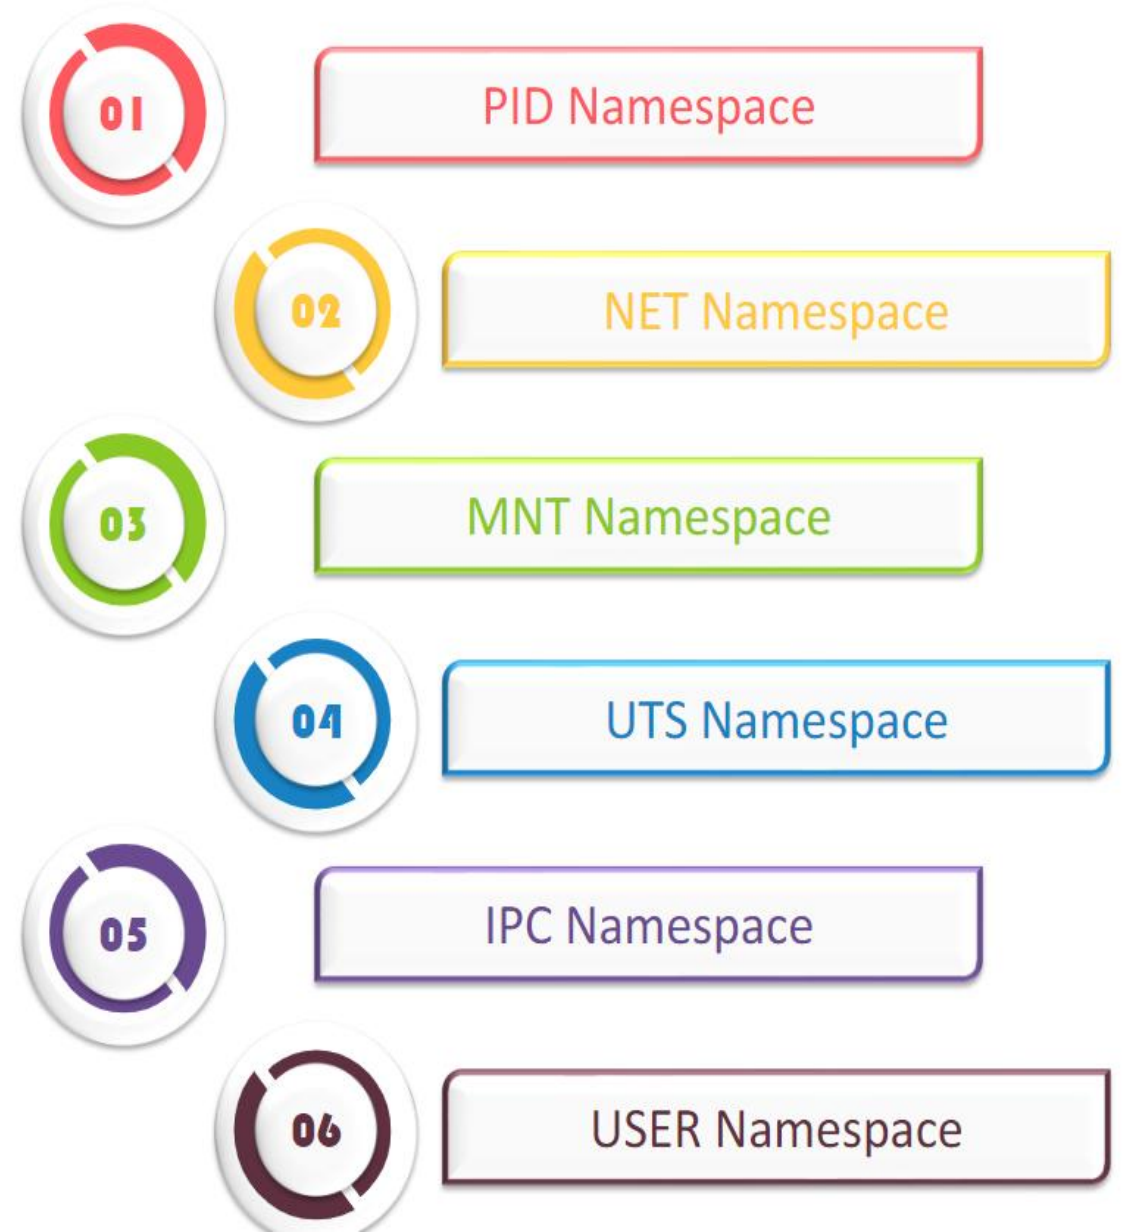 01
PID Namespace
02
NET Namespace
03
MNT Namespace
04
UTS Namespace
05
IPC Namespace
06
USER Namespace